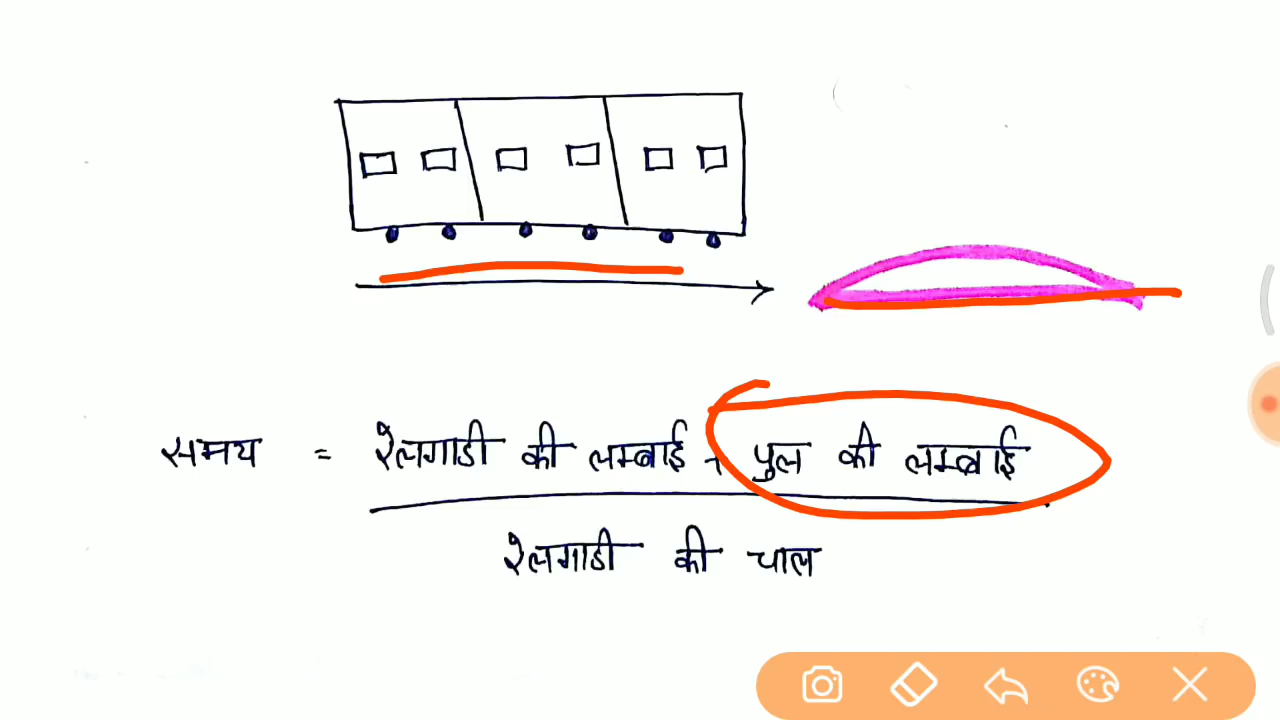 समय = रेलगाडी की लम्बाई + पुल की लम्बाई
रेलगाडी की चाल